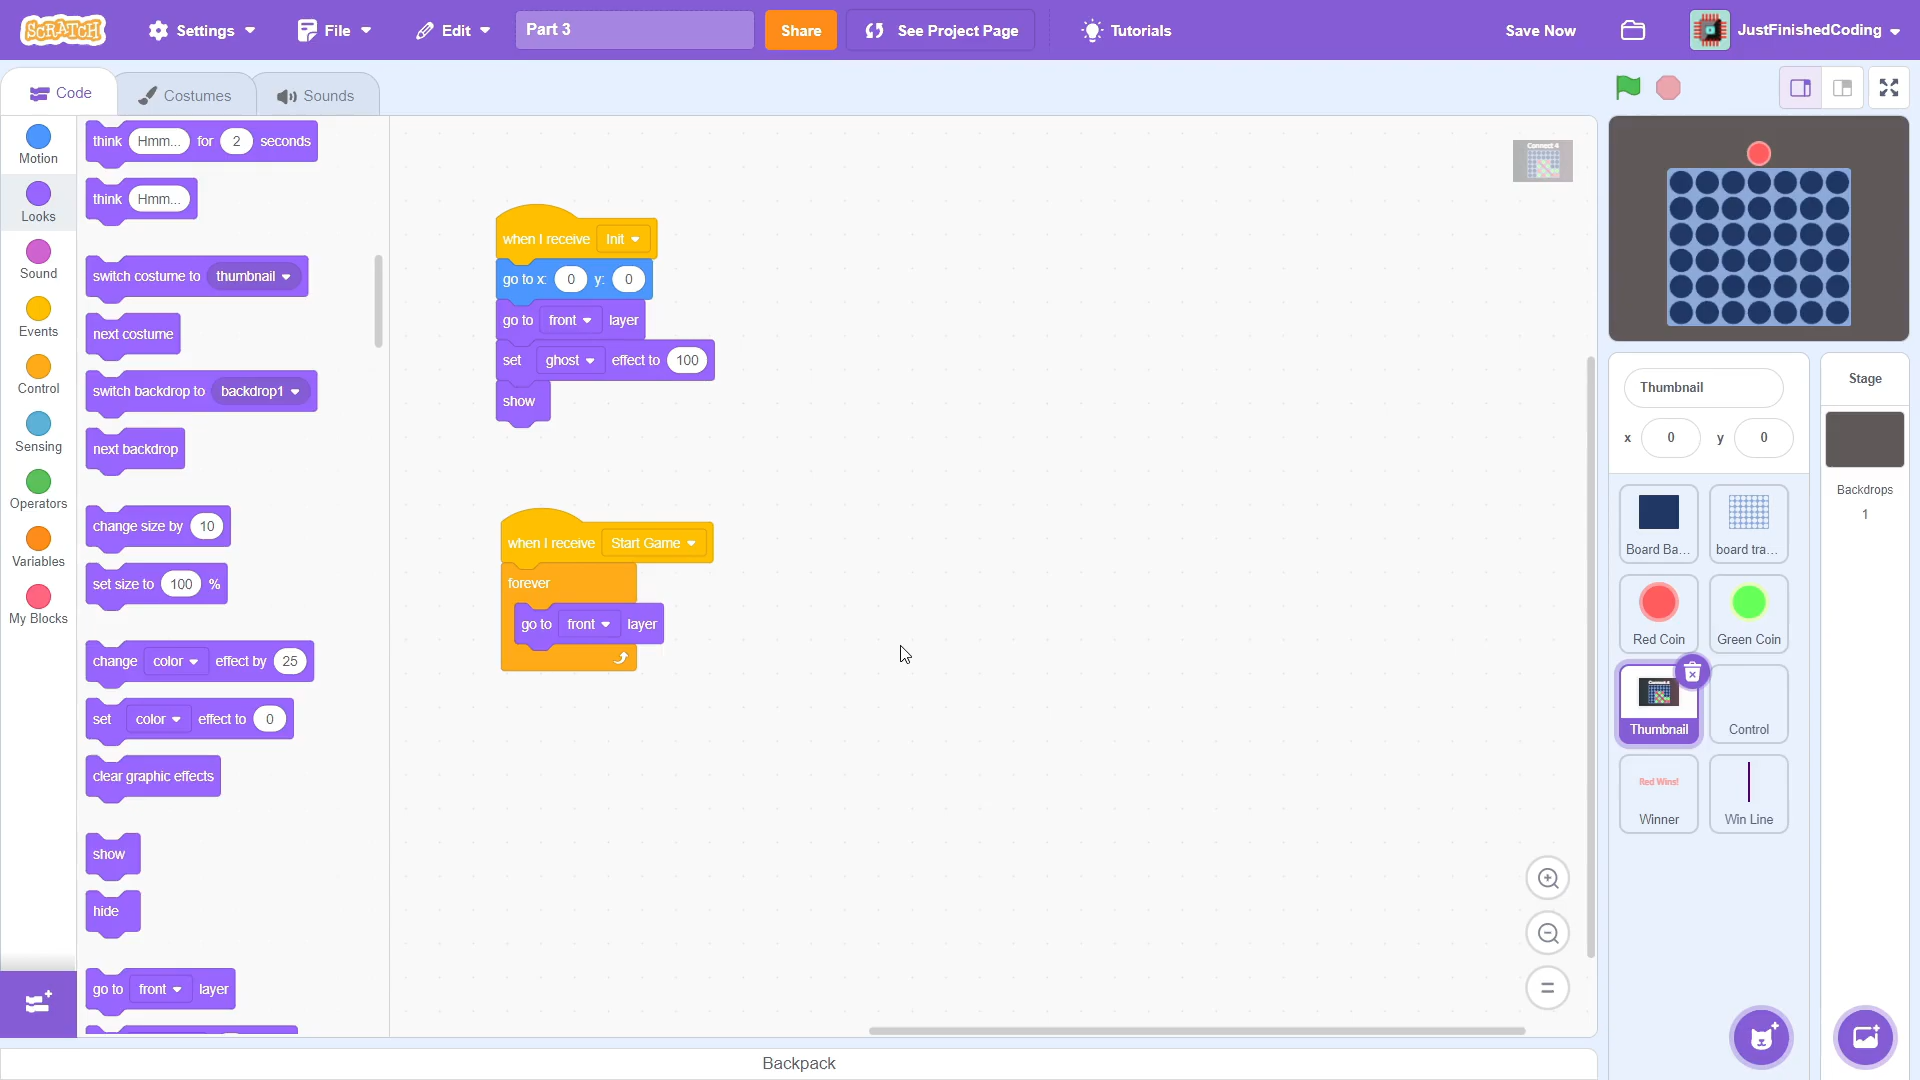 SCRATCH Settings File Edit Part 3 Share See Project Page Tutorials Save Now JustFinishedCoding
Code Costumes Sounds
Motion
Looks
Sound
Events
Control
Sensing
Operators
Variables
My Blocks
think Hmm... for 2 seconds
think Hmm...
switch costume to thumbnail
next costume
switch backdrop to backdrop1
next backdrop
change size by 10
set size to 100 %
change color effect by 25
set color effect to 0
clear graphic effects
show
hide
go to front layer
when I receive Init
go to x: 0 y: 0
go to front layer
set ghost effect to 100
show
when I receive Start Game
forever
go to front layer
Connect 4
Thumbnail
x 0 y 0
Board Ba... board tra...
Red Coin Green Coin
Connect 4
Thumbnail Control
Red Wins!
Winner Win Line
Stage
Backdrops
1
Backpack